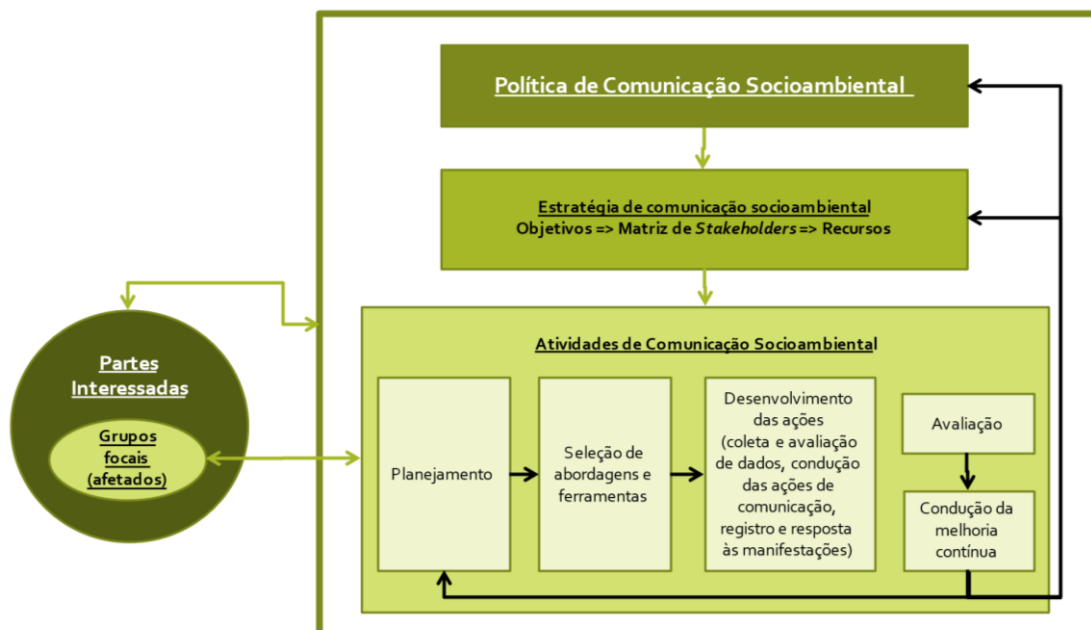 Política de Comunicação Socioambiental
Estratégia de comunicação socioambiental
Objetivos => Matriz de Stakeholders => Recursos
Partes
Interessadas
Grupos
focais
(afetados)
Atividades de Comunicação Socioambiental
Planejamento
Seleção de
abordagens e
ferramentas
Desenvolvimento
das ações
(coleta e avaliação
de dados, condução
das ações de
comunicação,
registro e resposta
às manifestações)
Avaliação
Condução da
melhoria
contínua